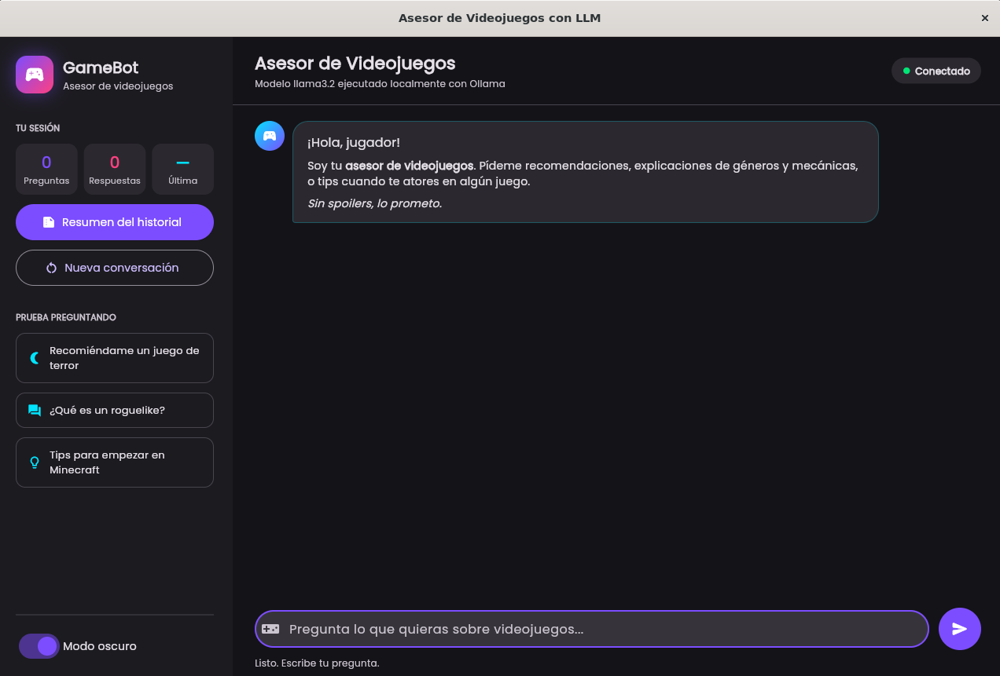 Asesor de Videojuegos con LLM
GameBot
Asesor de videojuegos
TU SESIÓN
0
Preguntas
0
Respuestas
—
Última
Resumen del historial
Nueva conversación
PRUEBA PREGUNTANDO
Recomiéndame un juego de
terror
¿Qué es un roguelike?
Tips para empezar en
Minecraft
Modo oscuro
Asesor de Videojuegos
Modelo llama3.2 ejecutado localmente con Ollama
Conectado
¡Hola, jugador!
Soy tu asesor de videojuegos. Pídeme recomendaciones, explicaciones de géneros y mecánicas,
o tips cuando te atores en algún juego.
Sin spoilers, lo prometo.
Pregunta lo que quieras sobre videojuegos...
Listo. Escribe tu pregunta.